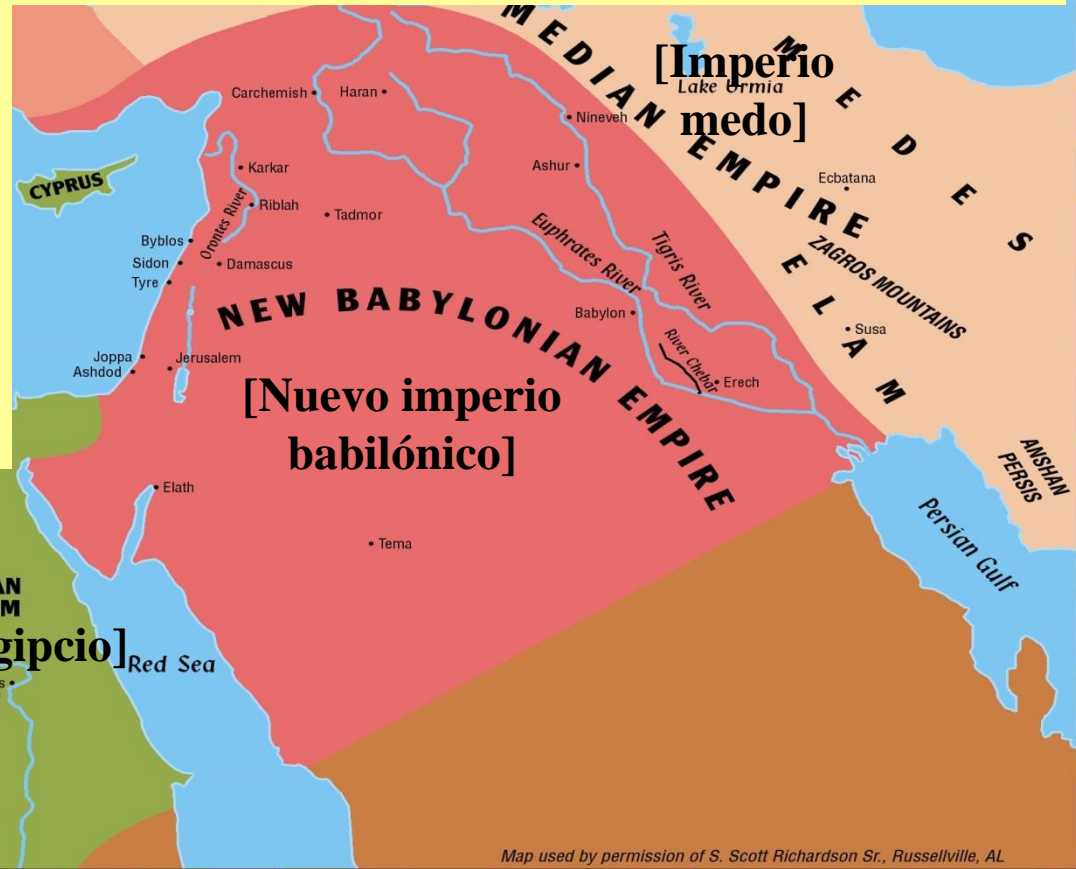 MEDIAN EMPIRE
[Imperio
medo]
Lake Urmia
MEDES
Carchemish
Haran
Nineveh
Ashur
Ecbatana
CYPRUS
Karkar
Riblah
Orontes River
Tadmor
Byblos
Sidon
Tyre
Damascus
Euphrates River
Tigris River
ELAM
ZAGROS MOUNTAINS
Susa
NEW BABYLONIAN EMPIRE
Babylon
River Chebar
Erech
Joppa
Ashdod
Jerusalem
[Nuevo imperio
babilónico]
ANSHAN
PERSIS
Persian Gulf
Elath
Tema
AN
M
gipcio]
Red Sea
s
Map used by permission of S. Scott Richardson Sr., Russellville, AL